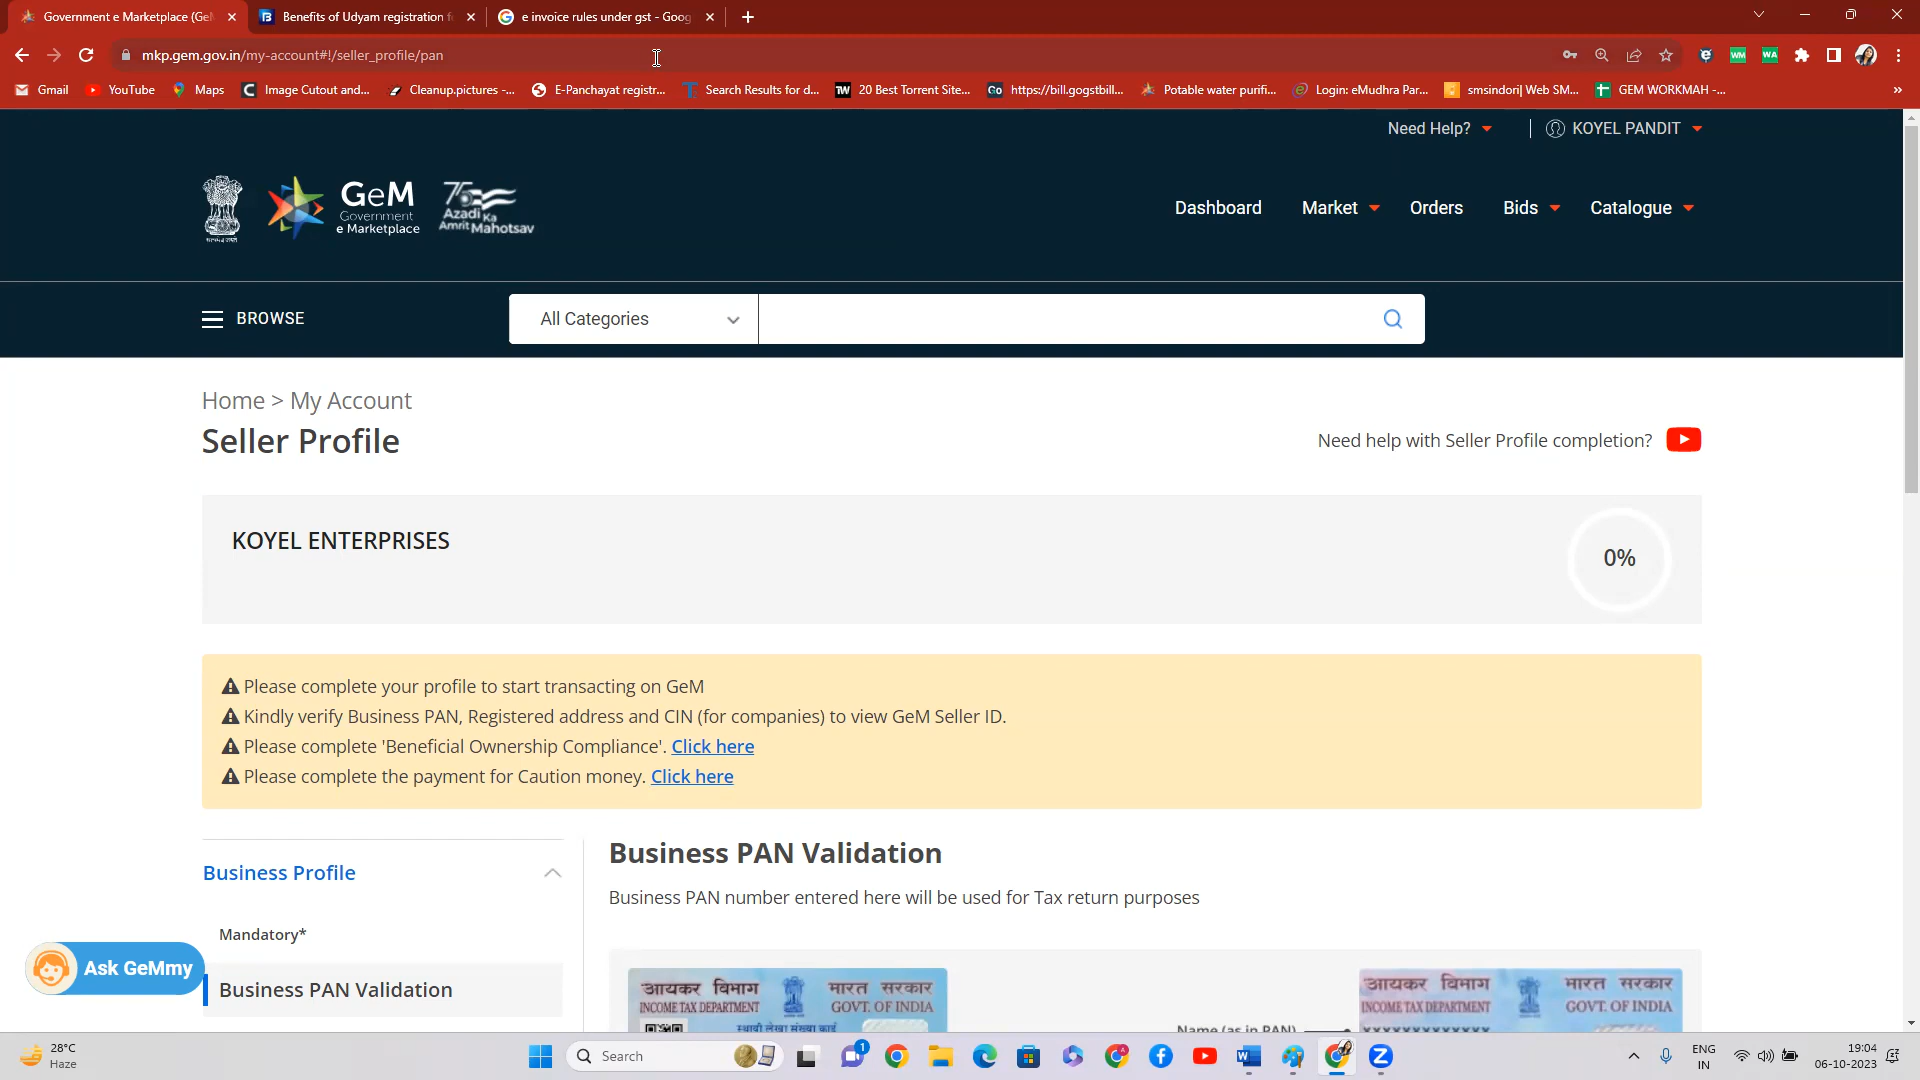 Government e Marketplace (GeM
Benefits of Udyam registration f
e invoice rules under gst - Goog
mkp.gem.gov.in/my-account#!/seller_profile/pan
Gmail
YouTube
Maps
Image Cutout and...
Cleanup.pictures -...
E-Panchayat registr...
Search Results for d...
20 Best Torrent Site...
https://bill.gogstbill...
Potable water purifi...
Login: eMudhra Par...
smsindori| Web SM...
GEM WORKMAH -...
Need Help?
KOYEL PANDIT
GeM
Government
e Marketplace
75
Azadi Ka
Amrit Mahotsav
Dashboard
Market
Orders
Bids
Catalogue
BROWSE
All Categories
Home > My Account
Seller Profile
Need help with Seller Profile completion?
KOYEL ENTERPRISES
0%
Please complete your profile to start transacting on GeM
Kindly verify Business PAN, Registered address and CIN (for companies) to view GeM Seller ID.
Please complete 'Beneficial Ownership Compliance'. Click here
Please complete the payment for Caution money. Click here
Business Profile
Mandatory*
Business PAN Validation
Ask GeMmy
Business PAN Validation
Business PAN number entered here will be used for Tax return purposes
आयकर विभाग
INCOME TAX DEPARTMENT
भारत सरकार
GOVT. OF INDIA
स्थायी लेखा संख्या कार्ड
Name (as in PAN)
आयकर विभाग
INCOME TAX DEPARTMENT
भारत सरकार
GOVT. OF INDIA
28°C
Haze
Search
1
ENG
IN
19:04
06-10-2023